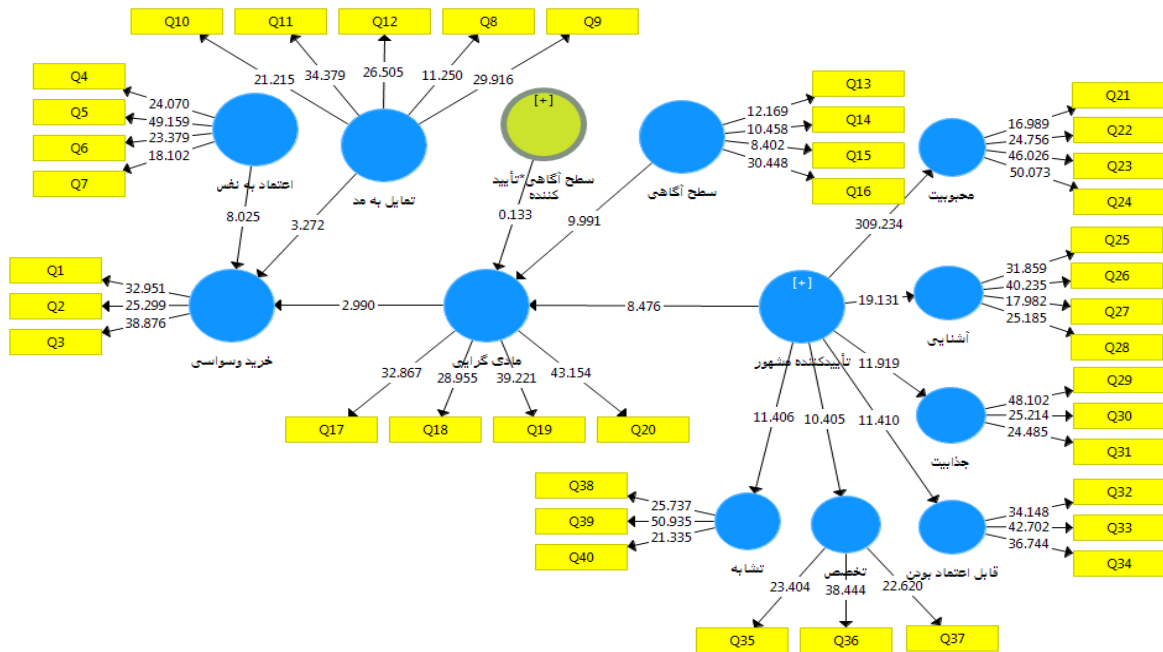 Q10
Q11
Q12
Q8
Q9
21.215
34.379
26.505
11.250
29.916
Q4
Q5
Q6
Q7
24.070
49.159
23.379
18.102
اعتماد به نفس
تمایل به مد
[+]
سطح آگاهی*تأیید
کننده
سطح آگاهی
12.169
10.458
8.402
30.448
Q13
Q14
Q15
Q16
محبوبیت
16.989
24.756
46.026
50.073
Q21
Q22
Q23
Q24
8.025
3.272
0.133
9.991
309.234
Q1
Q2
Q3
32.951
25.299
38.876
خرید وسواسی
2.990
مادی گرایی
8.476
[+]
تأییدکننده مشهور
19.131
آشنایی
31.859
40.235
17.982
25.185
Q25
Q26
Q27
Q28
32.867
28.955
39.221
43.154
Q17
Q18
Q19
Q20
11.919
جذابیت
48.102
25.214
24.485
Q29
Q30
Q31
11.406
10.405
11.410
Q38
Q39
Q40
25.737
50.935
21.335
تشابه
تخصص
قابل اعتماد بودن
34.148
42.702
36.744
Q32
Q33
Q34
23.404
38.444
22.620
Q35
Q36
Q37